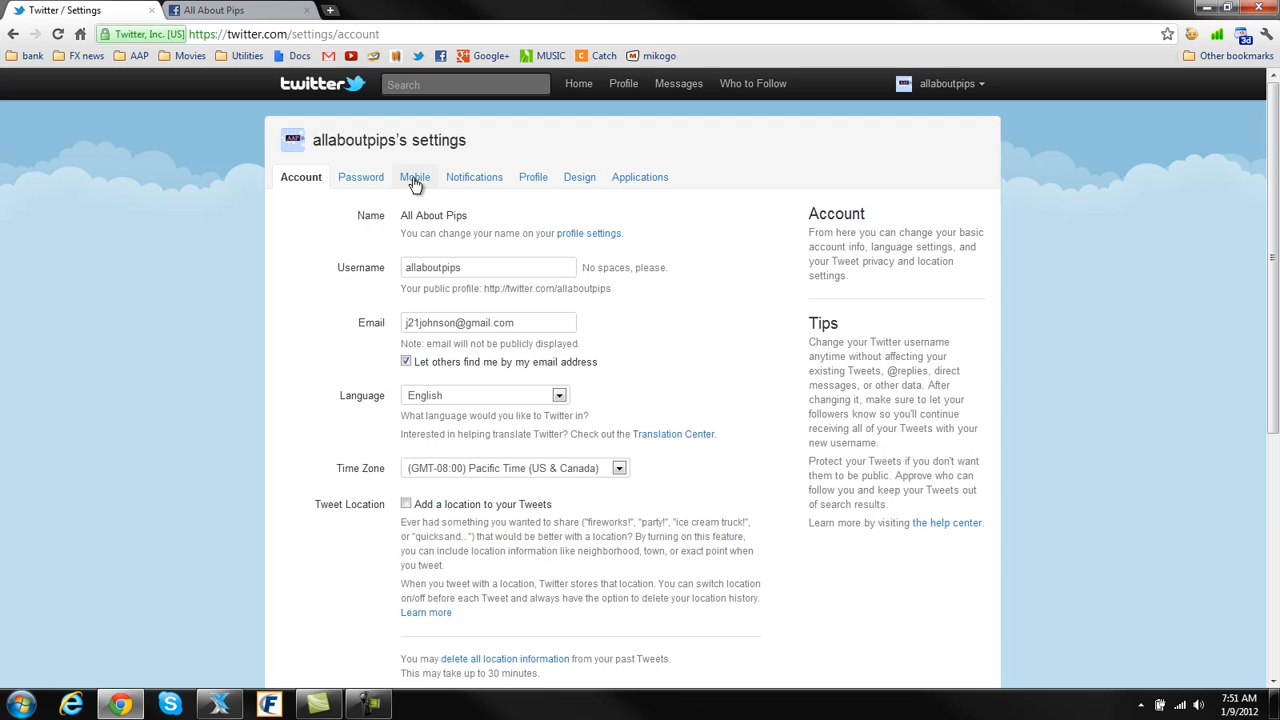 Twitter / Settings
All About Pips
Twitter, Inc. [US]
https://twitter.com/settings/account
bank
FX news
AAP
Movies
Utilities
Docs
Google+
MUSIC
Catch
mikogo
Other bookmarks
twitter
Search
Home
Profile
Messages
Who to Follow
allaboutpips
AAP
allaboutpips's settings
Account
Password
Mobile
Notifications
Profile
Design
Applications
Name
All About Pips
You can change your name on your profile settings.
Username
allaboutpips
No spaces, please.
Your public profile: http://twitter.com/allaboutpips
Email
j21johnson@gmail.com
Note: email will not be publicly displayed.
Let others find me by my email address
Language
English
What language would you like to Twitter in?
Interested in helping translate Twitter? Check out the Translation Center.
Time Zone
(GMT-08:00) Pacific Time (US & Canada)
Tweet Location
Add a location to your Tweets
Ever had something you wanted to share ("fireworks!", "party!", "ice cream truck!",
or "quicksand...") that would be better with a location? By turning on this feature,
you can include location information like neighborhood, town, or exact point when
you tweet.
When you tweet with a location, Twitter stores that location. You can switch location
on/off before each Tweet and always have the option to delete your location history.
Learn more
You may delete all location information from your past Tweets.
This may take up to 30 minutes.
Account
From here you can change your basic
account info, language settings, and
your Tweet privacy and location
settings.
Tips
Change your Twitter username
anytime without affecting your
existing Tweets, @replies, direct
messages, or other data. After
changing it, make sure to let your
followers know so you'll continue
receiving all of your Tweets with your
new username.
Protect your Tweets if you don't want
them to be public. Approve who can
follow you and keep your Tweets out
of search results.
Learn more by visiting the help center.
7:51 AM
1/9/2012